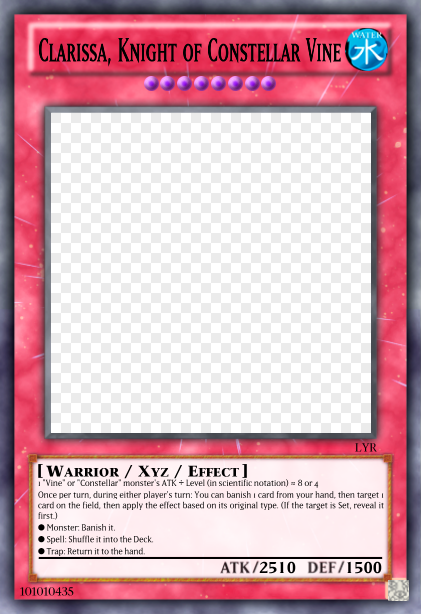 Clarissa, Knight of Constellar Vine
WATER
水
LYR
[ Warrior / Xyz / Effect ]
1 "Vine" or "Constellar" monster's ATK ÷ Level (in scientific notation) = 8 or 4
Once per turn, during either player's turn: You can banish 1 card from your hand, then target 1
card on the field, then apply the effect based on its original type. (If the target is Set, reveal it
first.)
● Monster: Banish it.
● Spell: Shuffle it into the Deck.
● Trap: Return it to the hand.
ATK/2510 DEF/1500
101010435